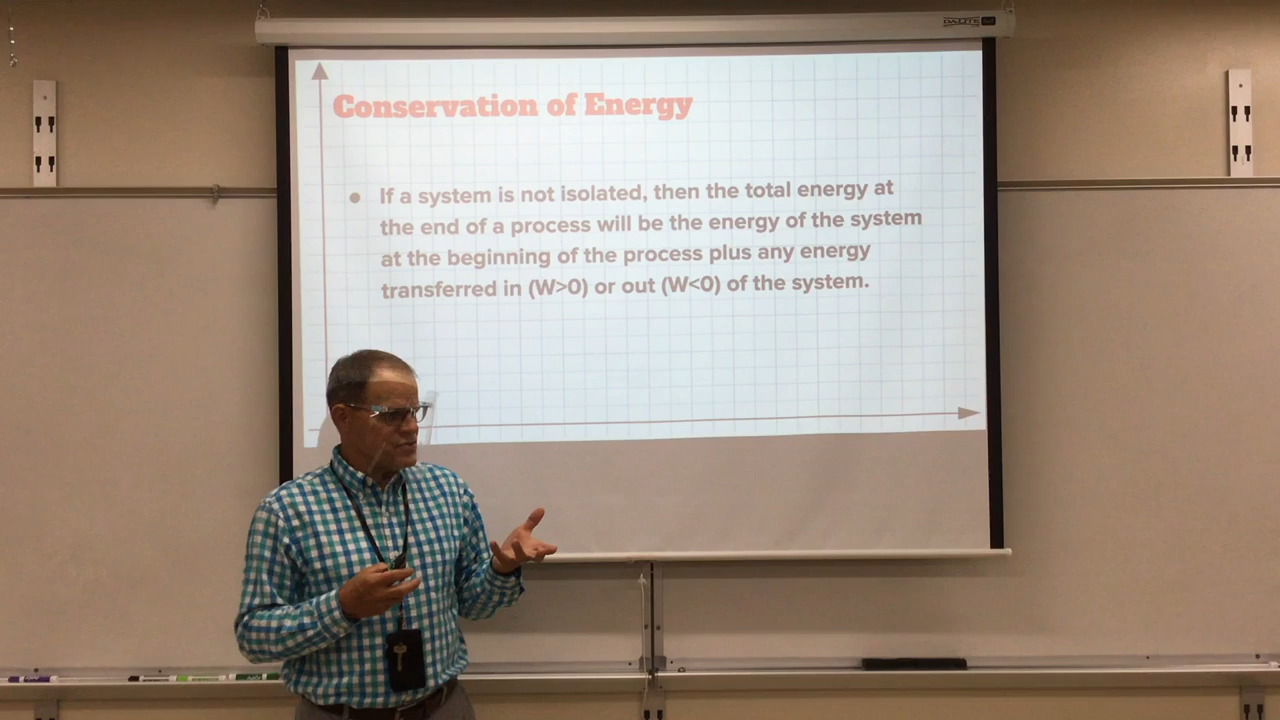 DA-LITE
Conservation of Energy
● If a system is not isolated, then the total energy at
the end of a process will be the energy of the system
at the beginning of the process plus any energy
transferred in (W>0) or out (W<0) of the system.